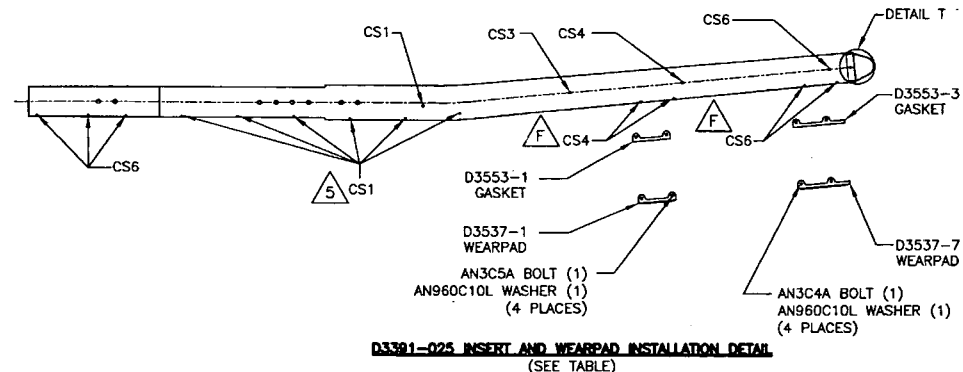 DETAIL T
CS6
CS4
CS3
CS1
D3553-3
GASKET
F
F
CS4
CS6
CS6
5
CS1
D3553-1
GASKET
D3537-1
WEARPAD
D3537-7
WEARPAD
AN3C5A BOLT (1)
AN960C10L WASHER (1)
(4 PLACES)
AN3C4A BOLT (1)
AN960C10L WASHER (1)
(4 PLACES)
D3391-025 INSERT AND WEARPAD INSTALLATION DETAIL
(SEE TABLE)